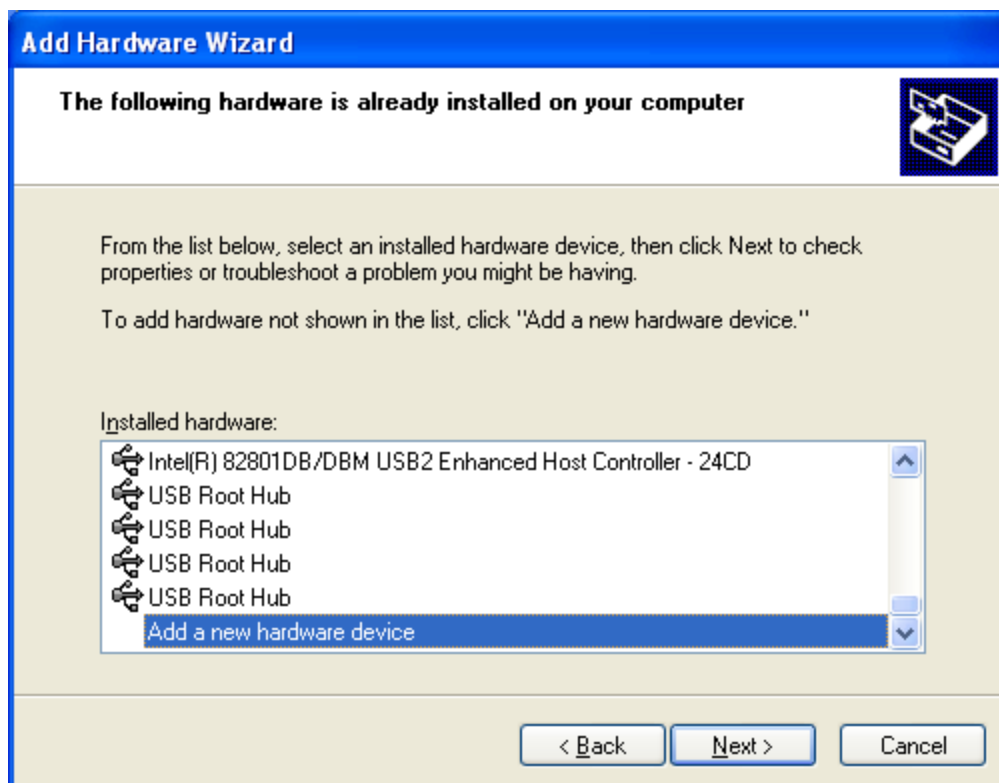 Add Hardware Wizard
The following hardware is already installed on your computer
From the list below, select an installed hardware device, then click Next to check
properties or troubleshoot a problem you might be having.
To add hardware not shown in the list, click "Add a new hardware device."
Installed hardware:
Intel(R) 82801DB/DBM USB2 Enhanced Host Controller - 24CD
USB Root Hub
USB Root Hub
USB Root Hub
USB Root Hub
Add a new hardware device
< Back Next > Cancel